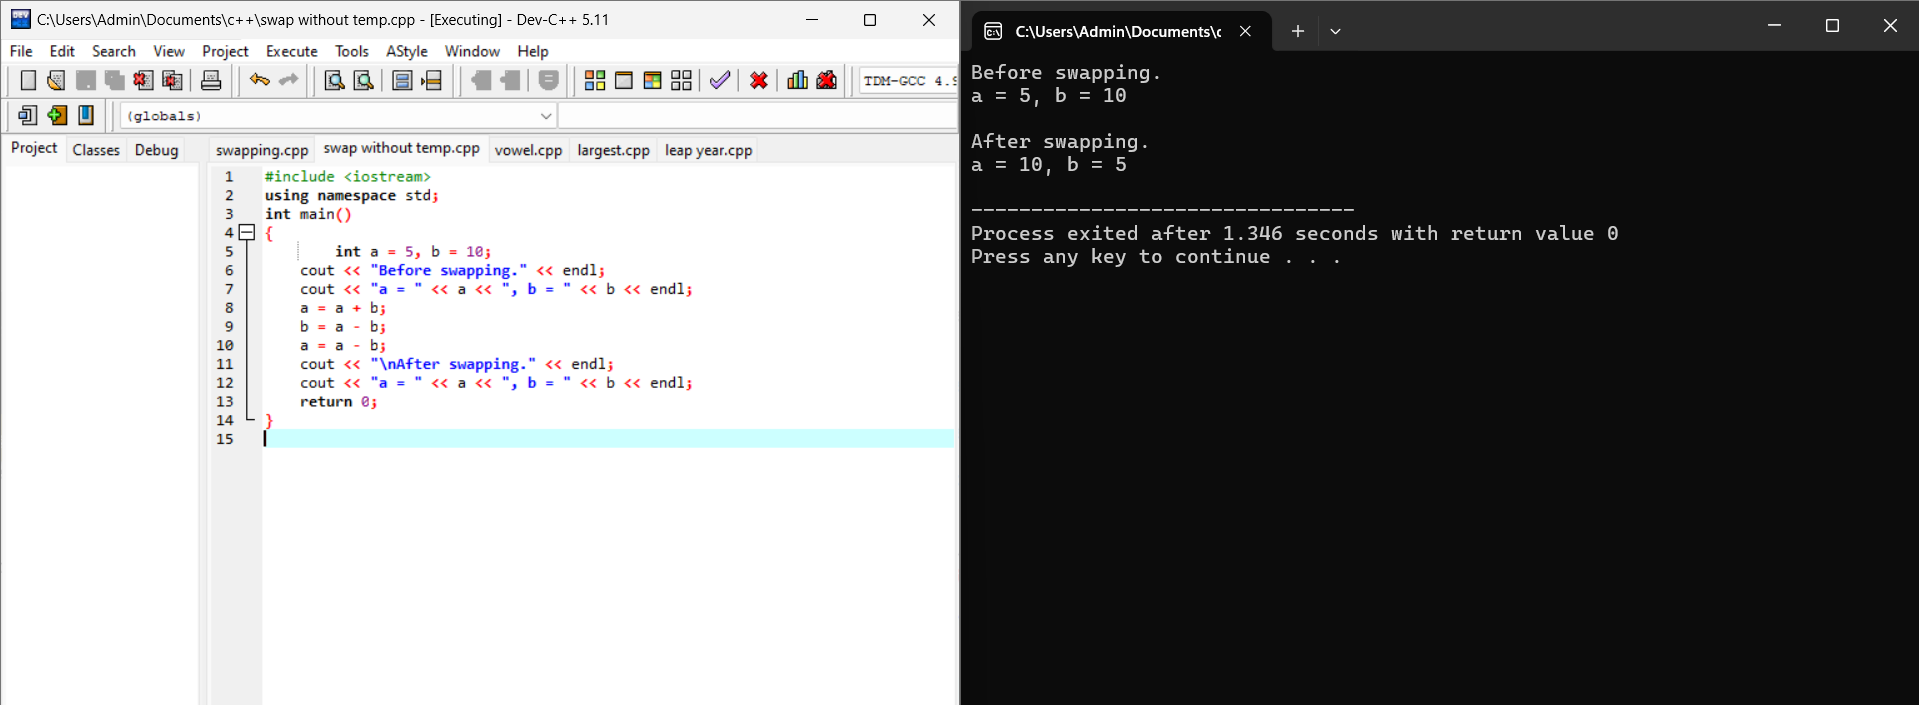 C:\Users\Admin\Documents\c++\swap without temp.cpp - [Executing] - Dev-C++ 5.11
File Edit Search View Project Execute Tools AStyle Window Help
TDM-GCC 4.9
(globals)
Project Classes Debug
swapping.cpp swap without temp.cpp vowel.cpp largest.cpp leap year.cpp
1 #include <iostream>
2 using namespace std;
3 int main()
4 {
5 int a = 5, b = 10;
6 cout << "Before swapping." << endl;
7 cout << "a = " << a << ", b = " << b << endl;
8 a = a + b;
9 b = a - b;
10 a = a - b;
11 cout << "\nAfter swapping." << endl;
12 cout << "a = " << a << ", b = " << b << endl;
13 return 0;
14 }
15
C:\Users\Admin\Documents\c
Before swapping.
a = 5, b = 10
After swapping.
a = 10, b = 5
--------------------------------
Process exited after 1.346 seconds with return value 0
Press any key to continue . . .